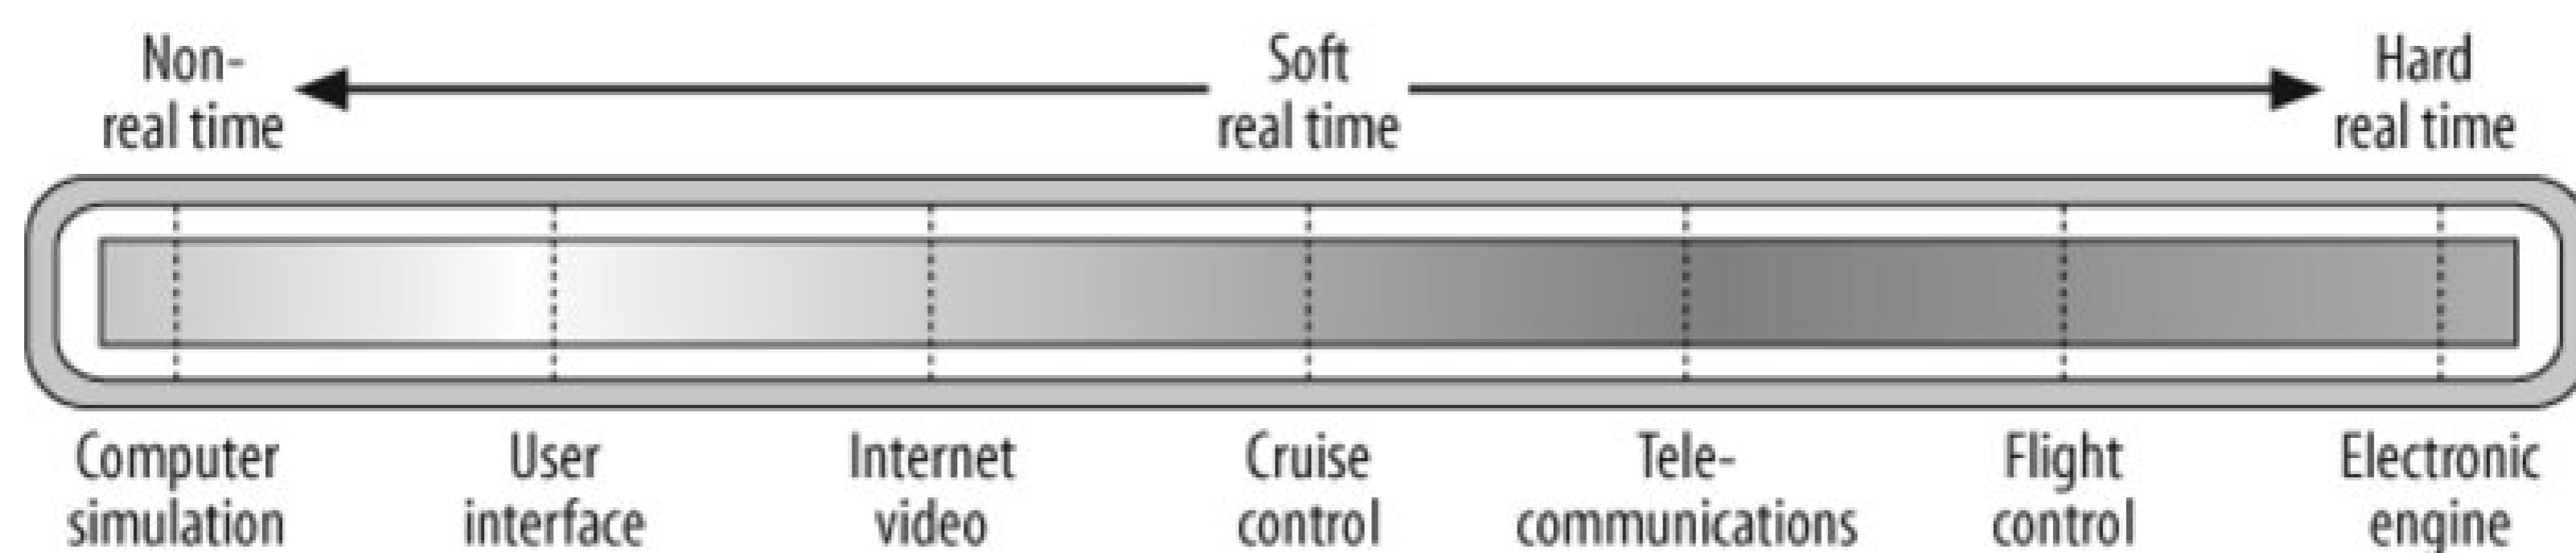 Non-
real time
Soft
real time
Hard
real time
Computer
simulation
User
interface
Internet
video
Cruise
control
Tele-
communications
Flight
control
Electronic
engine